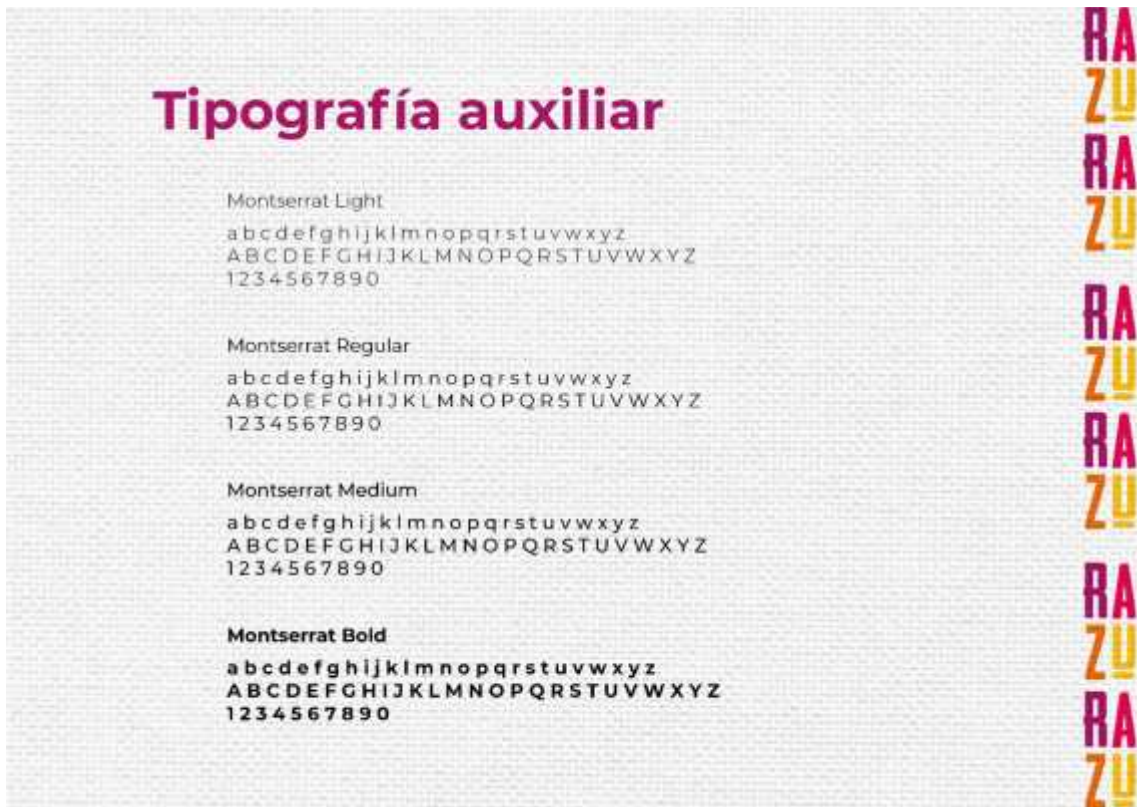 Tipografía auxiliar
Montserrat Light
a b c d e f g h i j k l m n o p q r s t u v w x y z
A B C D E F G H I J K L M N O P Q R S T U V W X Y Z
1 2 3 4 5 6 7 8 9 0
Montserrat Regular
a b c d e f g h i j k l m n o p q r s t u v w x y z
A B C D E F G H I J K L M N O P Q R S T U V W X Y Z
1 2 3 4 5 6 7 8 9 0
Montserrat Medium
a b c d e f g h i j k l m n o p q r s t u v w x y z
A B C D E F G H I J K L M N O P Q R S T U V W X Y Z
1 2 3 4 5 6 7 8 9 0
Montserrat Bold
a b c d e f g h i j k l m n o p q r s t u v w x y z
A B C D E F G H I J K L M N O P Q R S T U V W X Y Z
1 2 3 4 5 6 7 8 9 0
RA
ZU
RA
ZU
RA
ZU
RA
ZU
RA
ZU
RA
ZU